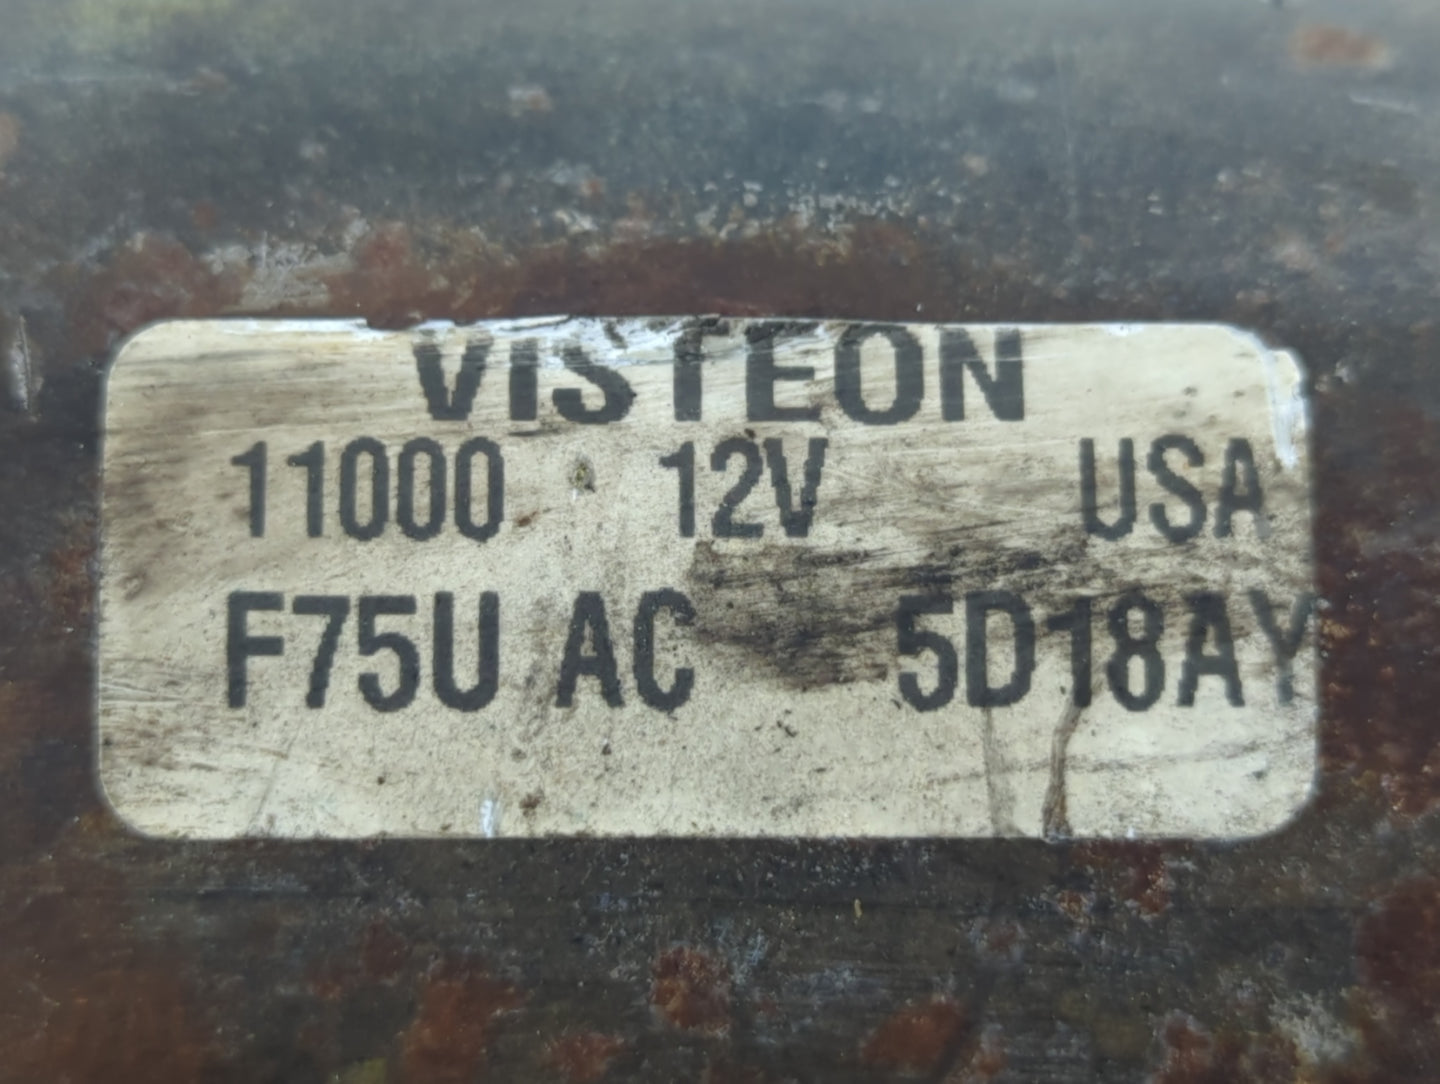 VISTEON
11000 12V USA
F75U AC 5D18AY